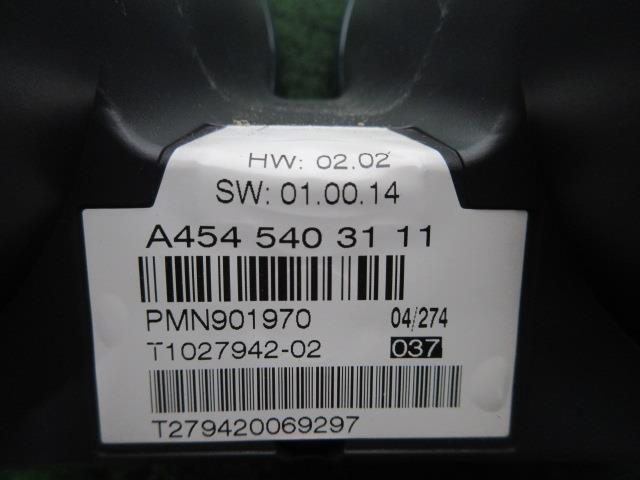 HW: 02.02
SW: 01.00.14
A454 540 31 11
PMN901970 04/274
T1027942-02 037
T279420069297